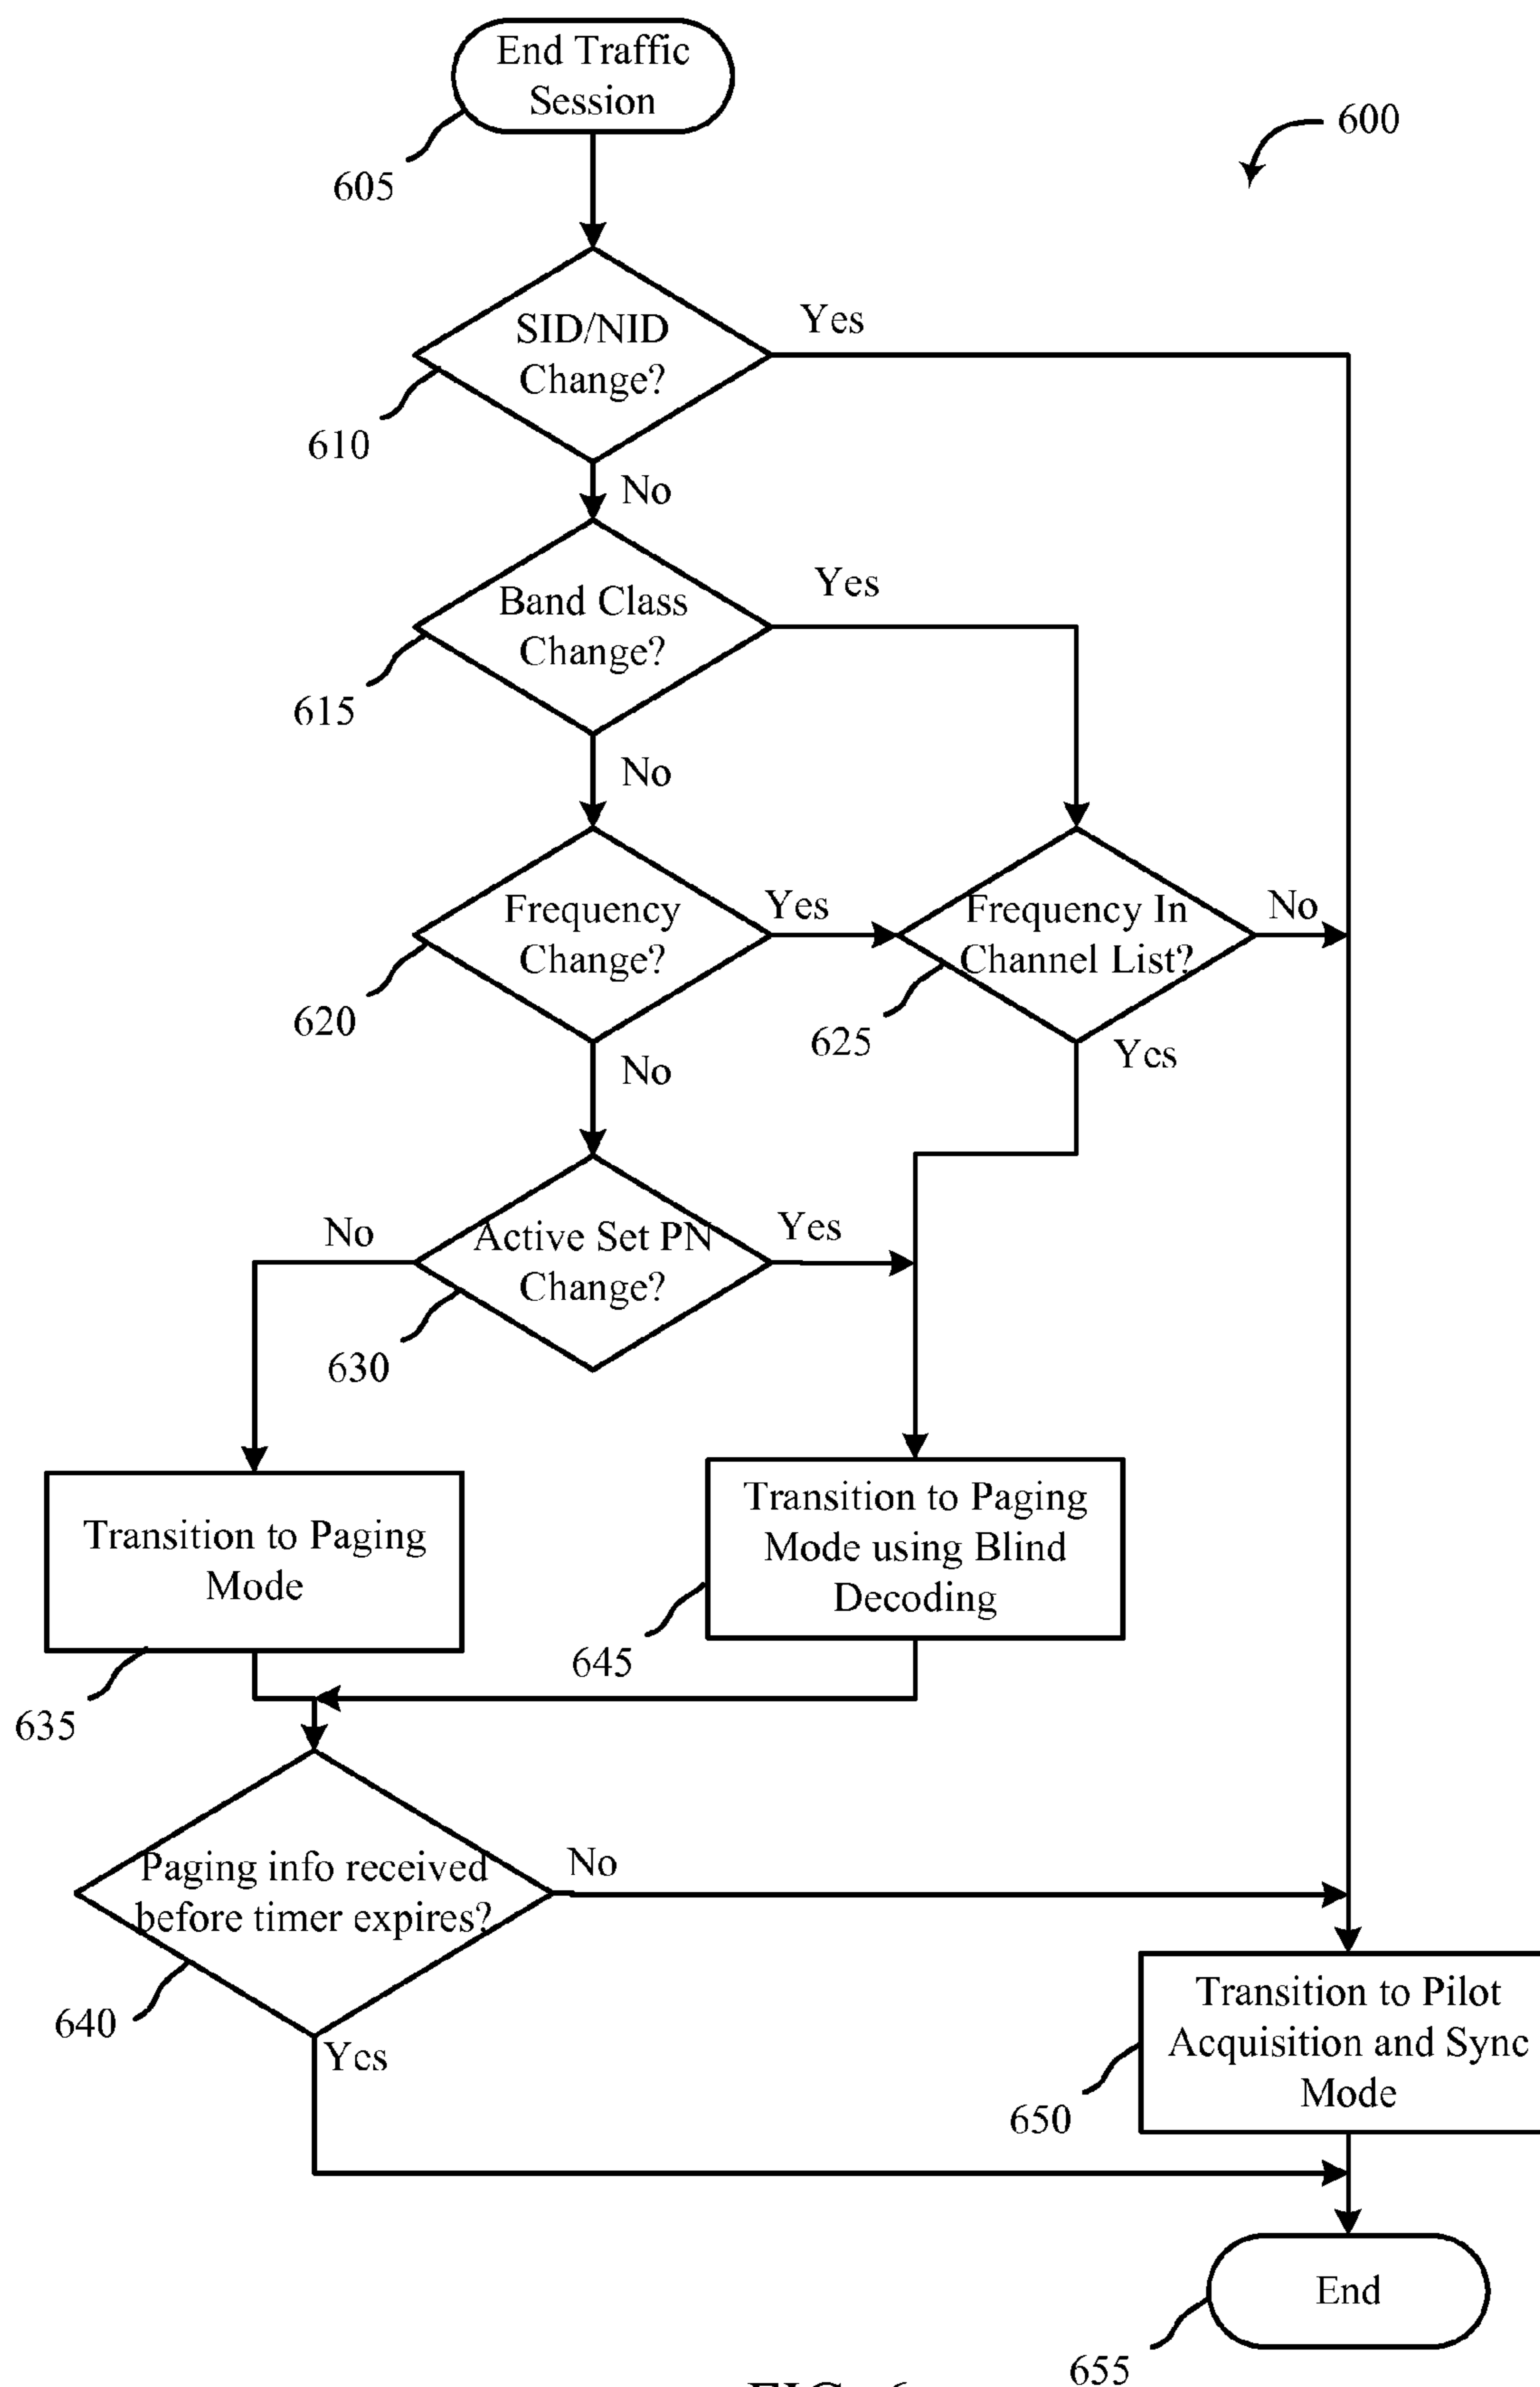 End Traffic
Session
600
605
SID/NID
Change?
Yes
610
No
Band Class
Change?
Yes
615
No
Frequency
Change?
Yes
Frequency In
Channel List?
No
620
625
No
Yes
Active Set PN
Change?
No
Yes
630
Transition to Paging
Mode
Transition to Paging
Mode using Blind
Decoding
645
635
Paging info received
before timer expires?
No
640
Yes
Transition to Pilot
Acquisition and Sync
Mode
650
End
655